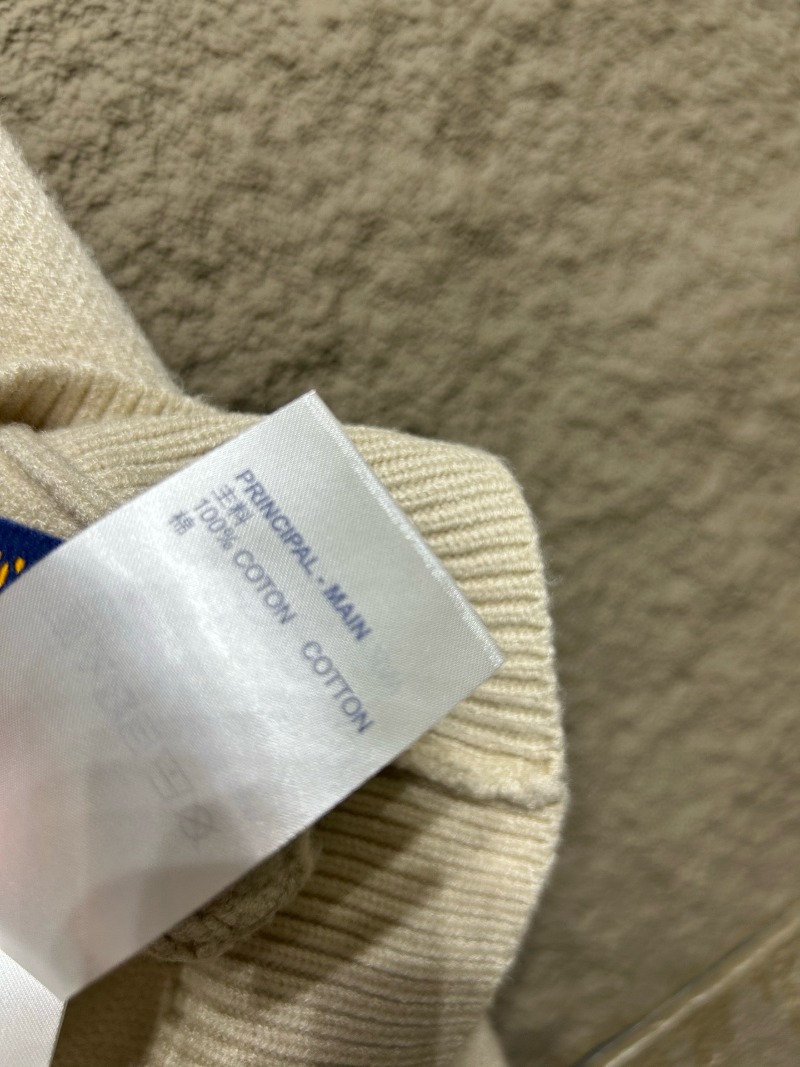 PRINCIPAL - MAIN
主料
100% COTON COTTON
棉